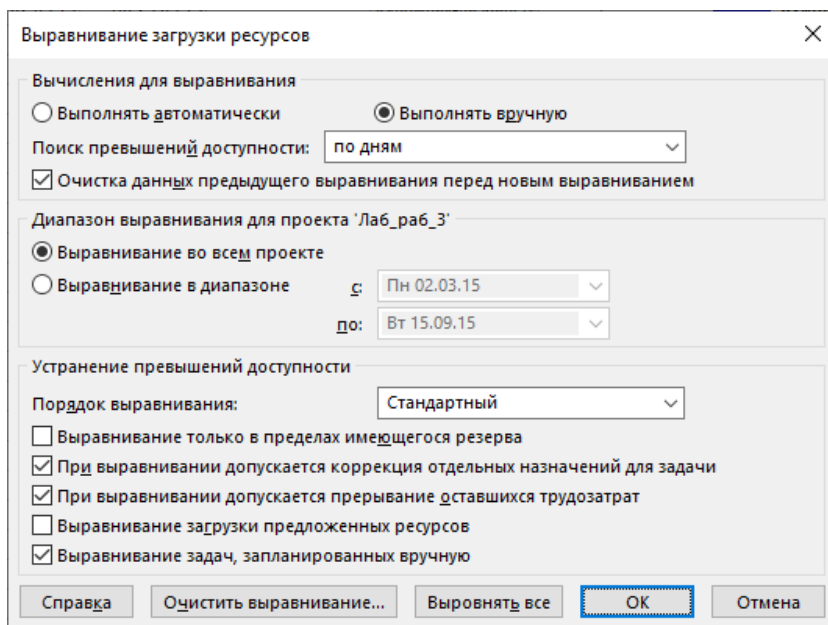 Выравнивание загрузки ресурсов
Вычисления для выравнивания
Выполнять автоматически Выполнять вручную
Поиск превышений доступности: по дням
Очистка данных предыдущего выравнивания перед новым выравниванием
Диапазон выравнивания для проекта 'Лаб_раб_3'
Выравнивание во всем проекте
Выравнивание в диапазоне с: Пн 02.03.15
по: Вт 15.09.15
Устранение превышений доступности
Порядок выравнивания: Стандартный
Выравнивание только в пределах имеющегося резерва
При выравнивании допускается коррекция отдельных назначений для задачи
При выравнивании допускается прерывание оставшихся трудозатрат
Выравнивание загрузки предложенных ресурсов
Выравнивание задач, запланированных вручную
Справка Очистить выравнивание... Выровнять все ОК Отмена